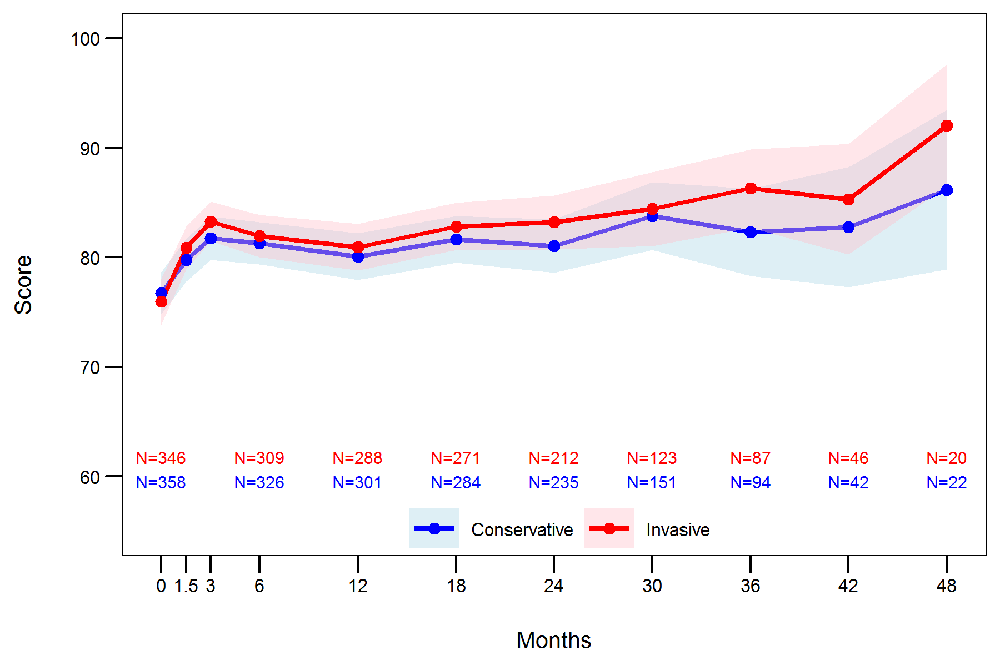 100
90
80
70
60
Score
N=346 N=309 N=288 N=271 N=212 N=123 N=87 N=46 N=20
N=358 N=326 N=301 N=284 N=235 N=151 N=94 N=42 N=22
Conservative Invasive
0 1.5 3 6 12 18 24 30 36 42 48
Months